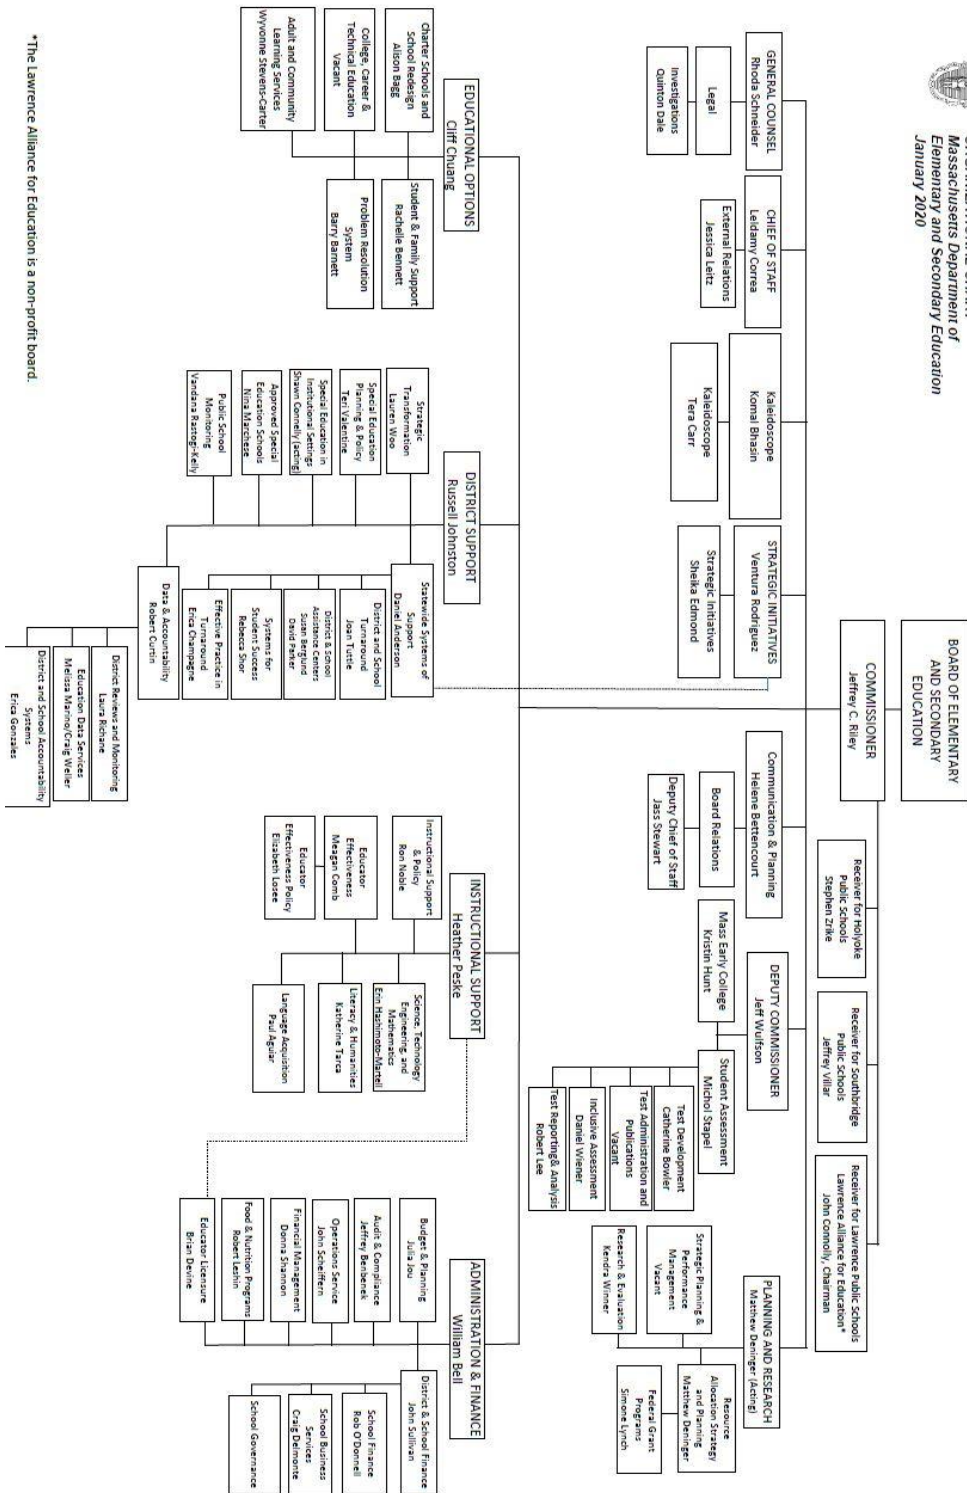 Massachusetts Department of
Elementary and Secondary Education
January 2020
BOARD OF ELEMENTARY
AND SECONDARY
EDUCATION
COMMISSIONER
Jeffrey C. Riley
Receiver for Holyoke
Public Schools
Stephen Zrike
Receiver for Southbridge
Public Schools
Jeffrey Villar
Receiver for Lawrence Public Schools
Lawrence Alliance for Education*
John Connolly, Chairman
GENERAL COUNSEL
Rhoda Schneider
Legal
Investigations
Quinton Dale
CHIEF OF STAFF
Leldamy Correa
External Relations
Jessica Leitz
Kaleidoscope
Komal Bhasin
Kaleidoscope
Tera Carr
STRATEGIC INITIATIVES
Ventura Rodriguez
Strategic Initiatives
Sheika Edmond
Communication & Planning
Helene Bettencourt
Board Relations
Deputy Chief of Staff
Jass Stewart
DEPUTY COMMISSIONER
Jeff Wulfson
Mass Early College
Kristin Hunt
Student Assessment
Michol Stapel
Test Development
Catherine Bowler
Test Administration and
Publications
Vacant
Inclusive Assessment
Daniel Wiener
Test Reporting& Analysis
Robert Lee
PLANNING AND RESEARCH
Matthew Deninger (Acting)
Strategic Planning &
Performance
Management
Vacant
Research & Evaluation
Kendra Winner
Resource
Allocation Strategy
and Planning
Matthew Deninger
Federal Grant
Programs
Simone Lynch
EDUCATIONAL OPTIONS
Cliff Chuang
Charter Schools and
School Redesign
Alison Bagg
College, Career &
Technical Education
Vacant
Adult and Community
Learning Services
Wyvonne Stevens-Carter
Student & Family Support
Rachelle Bennett
Problem Resolution
System
Barry Barnett
DISTRICT SUPPORT
Russell Johnston
Strategic
Transformation
Lauren Woo
Special Education
Planning & Policy
Teri Valentine
Special Education in
Institutional Settings
Shawn Connelly (acting)
Approved Special
Education Schools
Nina Marchese
Public School
Monitoring
Vandana Rastogi-Kelly
Statewide Systems of
Support
Daniel Anderson
District and School
Turnaround
Joan Tuttle
District & School
Assistance Centers
Susan Berglund
David Parker
Systems for
Student Success
Rebecca Shor
Effective Practice in
Turnaround
Erica Champagne
Data & Accountability
Robert Curtin
District Reviews and Monitoring
Laura Richane
Education Data Services
Melissa Marino/Craig Weller
District and School Accountability
Systems
Erica Gonzales
INSTRUCTIONAL SUPPORT
Heather Peske
Instructional Support
& Policy
Ron Noble
Educator
Effectiveness
Meagan Comb
Educator
Effectiveness Policy
Elizabeth Losee
Science, Technology
Engineering, and
Mathematics
Erin Hashimoto-Martell
Literacy & Humanities
Katherine Tarca
Language Acquisition
Paul Aguiar
ADMINISTRATION & FINANCE
William Bell
Budget & Planning
Julia Jou
Audit & Compliance
Jeffrey Benbenek
Operations Service
John Scheiffern
Financial Management
Donna Shannon
Food & Nutrition Programs
Robert Leshin
Educator Licensure
Brian Devine
District & School Finance
John Sullivan
School Finance
Rob O'Donnell
School Business
Services
Craig Delmonte
School Governance
*The Lawrence Alliance for Education is a non-profit board.